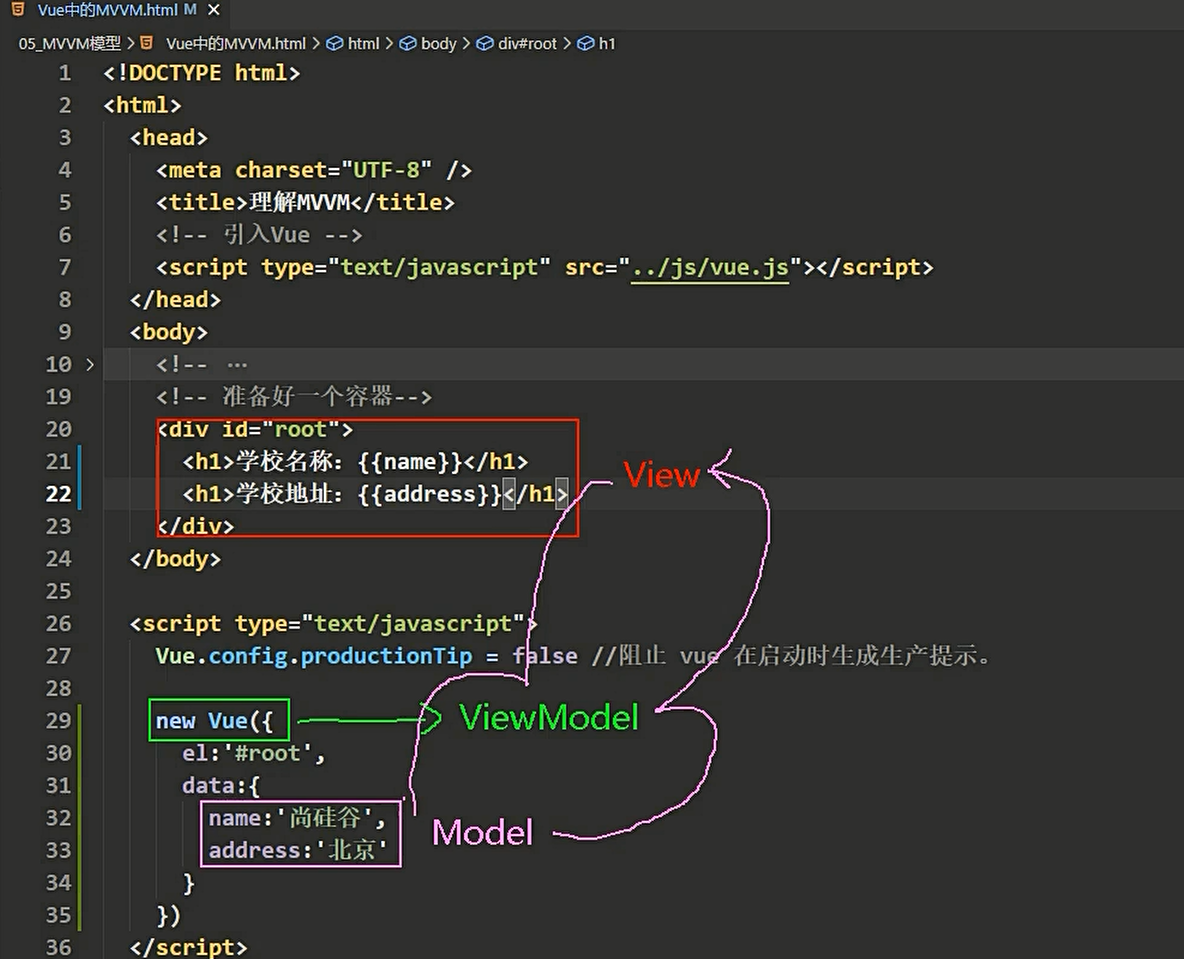 Vue中的MVVM.html M ×
05_MVVM模型 > Vue中的MVVM.html > html > body > div#root > h1
1 <!DOCTYPE html>
2 <html>
3 <head>
4 <meta charset="UTF-8" />
5 <title>理解MVVM</title>
6 <!-- 引入Vue -->
7 <script type="text/javascript" src="../js/vue.js"></script>
8 </head>
9 <body>
10 > <!-- ...
19 <!-- 准备好一个容器-->
20 <div id="root">
21 <h1>学校名称：{{name}}</h1>
22 <h1>学校地址：{{address}}</h1>
View
23 </div>
24 </body>
25
26 <script type="text/javascript">
27 Vue.config.productionTip = false //阻止 vue 在启动时生成生产提示。
28
29 new Vue({
ViewModel
30 el:'#root',
31 data:{
32 name:'尚硅谷',
Model
33 address:'北京'
34 }
35 })
36 </script>